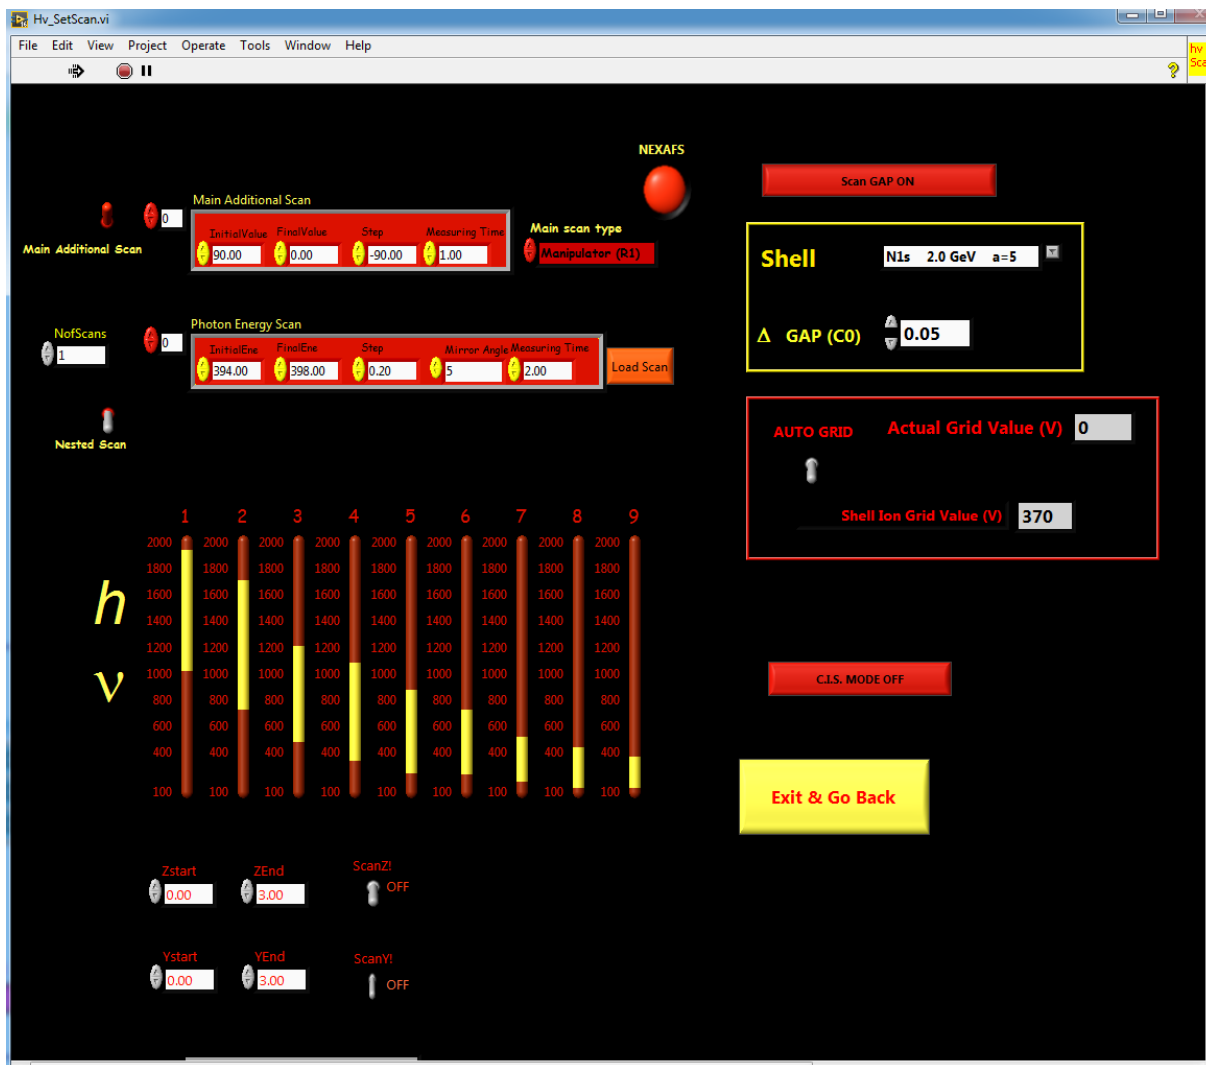 Hv_SetScan.vi
File Edit View Project Operate Tools Window Help
hv
Sca
NEXAFS
Scan GAP ON
Main Additional Scan
0
Main Additional Scan
InitialValue FinalValue Step Measuring Time
90.00 0.00 -90.00 1.00
Main scan type
Manipulator (R1)
Shell
N1s 2.0 GeV a=5
Δ GAP (C0) 0.05
NofScans
1
0
Photon Energy Scan
InitialEne FinalEne Step Mirror Angle Measuring Time
394.00 398.00 0.20 5 2.00
Load Scan
Nested Scan
AUTO GRID
Actual Grid Value (V) 0
Shell Ion Grid Value (V) 370
1 2 3 4 5 6 7 8 9
2000 2000 2000 2000 2000 2000 2000 2000 2000
1800 1800 1800 1800 1800 1800 1800 1800 1800
1600 1600 1600 1600 1600 1600 1600 1600 1600
1400 1400 1400 1400 1400 1400 1400 1400 1400
1200 1200 1200 1200 1200 1200 1200 1200 1200
1000 1000 1000 1000 1000 1000 1000 1000 1000
800 800 800 800 800 800 800 800 800
600 600 600 600 600 600 600 600 600
400 400 400 400 400 400 400 400 400
100 100 100 100 100 100 100 100 100
h
ν
C.I.S. MODE OFF
Exit & Go Back
Zstart ZEnd ScanZ!
0.00 3.00 OFF
Ystart YEnd ScanY!
0.00 3.00 OFF